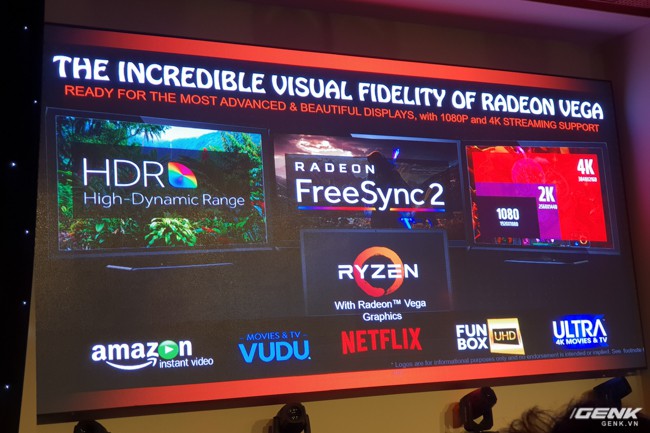 THE INCREDIBLE VISUAL FIDELITY OF RADEON VEGA
READY FOR THE MOST ADVANCED & BEAUTIFUL DISPLAYS, with 1080P and 4K STREAMING SUPPORT
HDR
High-Dynamic Range
RADEON
FreeSync 2
4K
3840X2160
2K
2560X1440
1080
1920X1080
RYZEN
With Radeon™ Vega
Graphics
amazon
instant video
– MOVIES & TV –
VUDU
NETFLIX
FUN
BOX
UHD
ULTRA
4K MOVIES & TV
* Logos are for informational purposes only and no endorsement is intended or implied. See footnote
GENK
GENK.VN